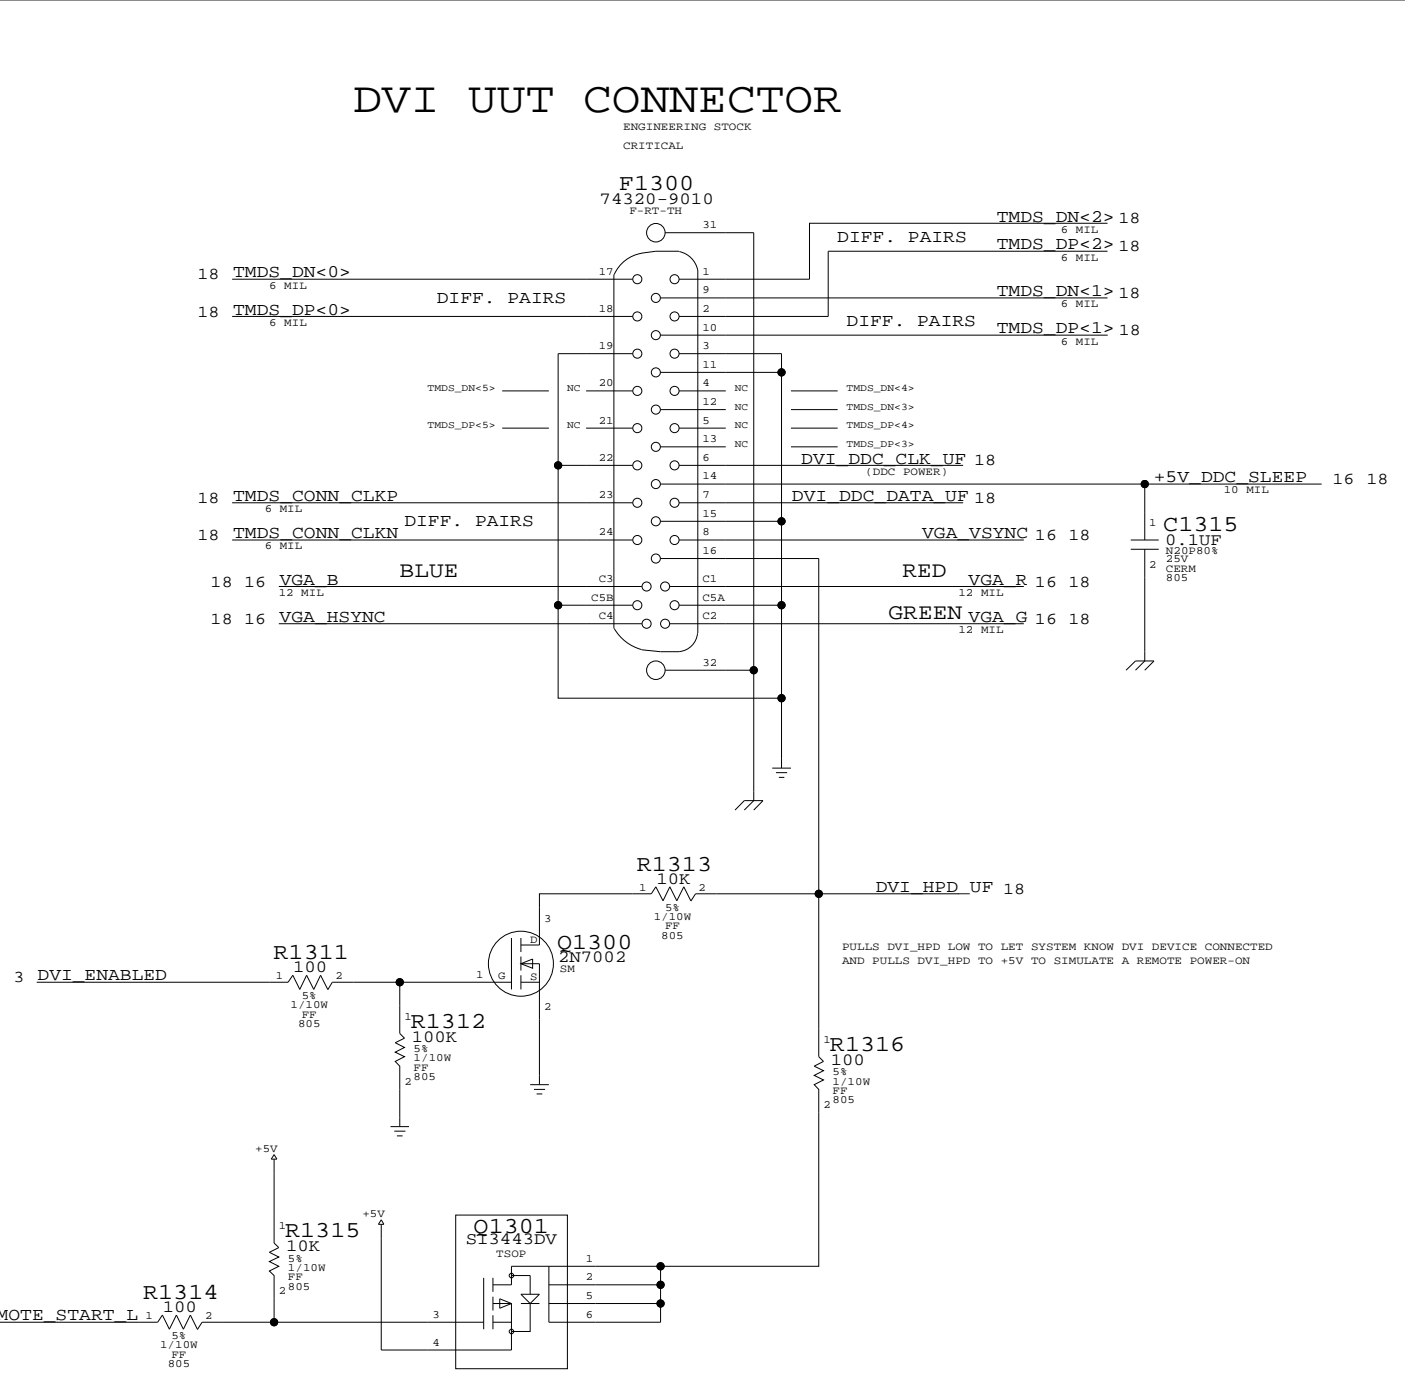 DVI UUT CONNECTOR
ENGINEERING STOCK
CRITICAL
F1300
74320-9010
F-RT-TH
31
TMDS_DN<2> 18
6 MIL
DIFF. PAIRS
TMDS_DP<2> 18
6 MIL
18 TMDS_DN<0> 17 1
6 MIL
DIFF. PAIRS
9 TMDS_DN<1> 18
6 MIL
18 TMDS_DP<0> 18 2
6 MIL
DIFF. PAIRS
10 TMDS_DP<1> 18
6 MIL
19 3
11
TMDS_DN<5> NC 20 4 NC TMDS_DN<4>
12 NC TMDS_DN<3>
TMDS_DP<5> NC 21 5 NC TMDS_DP<4>
13 NC TMDS_DP<3>
22 6 DVI_DDC_CLK_UF 18
(DDC POWER)
14 +5V_DDC_SLEEP 16 18
10 MIL
18 TMDS_CONN_CLKP 23 7 DVI_DDC_DATA_UF 18
6 MIL
DIFF. PAIRS
15
18 TMDS_CONN_CLKN 24 8 VGA_VSYNC 16 18
6 MIL
1 C1315
0.1UF
N20P80%
25V
2 CERM
805
16
BLUE
RED
18 16 VGA_B C3 C1 VGA_R 16 18
12 MIL
12 MIL
C5B C5A
18 16 VGA_HSYNC C4 C2 GREEN VGA_G 16 18
12 MIL
32
R1313
10K
1 2
5%
1/10W
FF
805
DVI_HPD_UF 18
PULLS DVI_HPD LOW TO LET SYSTEM KNOW DVI DEVICE CONNECTED
AND PULLS DVI_HPD TO +5V TO SIMULATE A REMOTE POWER-ON
3
D
Q1300
2N7002
SM
1 G S
2
R1311
100
3 DVI_ENABLED 1 2
5%
1/10W
FF
805
1 R1312
100K
5%
1/10W
FF
2 805
1 R1316
100
5%
1/10W
FF
2 805
+5V
1 R1315
10K
5%
1/10W
FF
2 805
+5V
Q1301
SI3443DV
TSOP
1
2
5
6
3
4
R1314
100
MOTE_START_L 1 2
5%
1/10W
FF
805